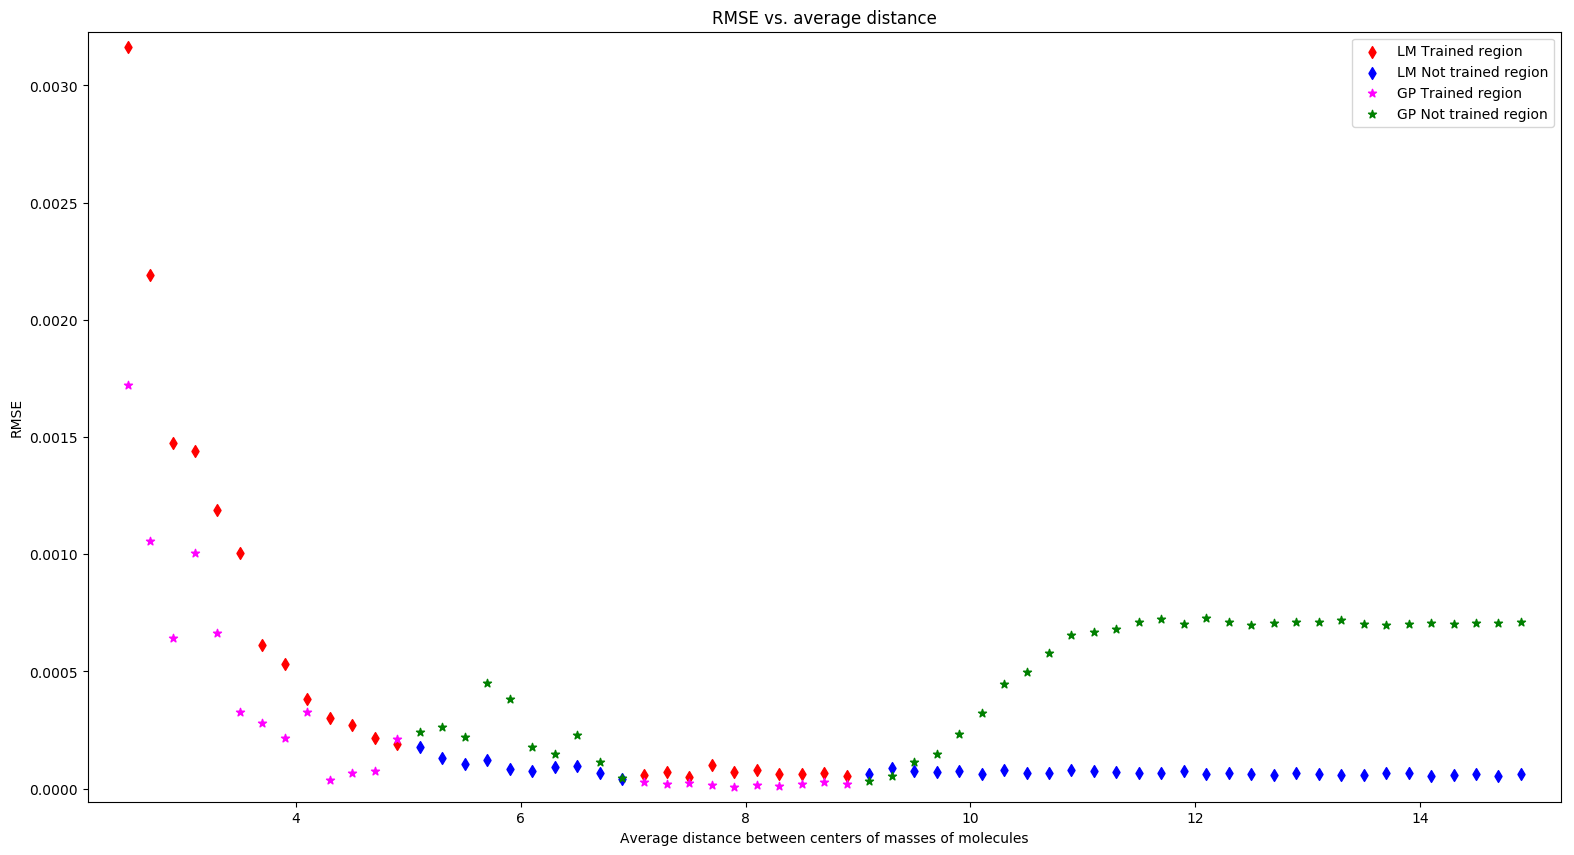 RMSE vs. average distance
LM Trained region
LM Not trained region
GP Trained region
GP Not trained region
0.0030
0.0025
0.0020
0.0015
0.0010
0.0005
0.0000
RMSE
4 6 8 10 12 14
Average distance between centers of masses of molecules